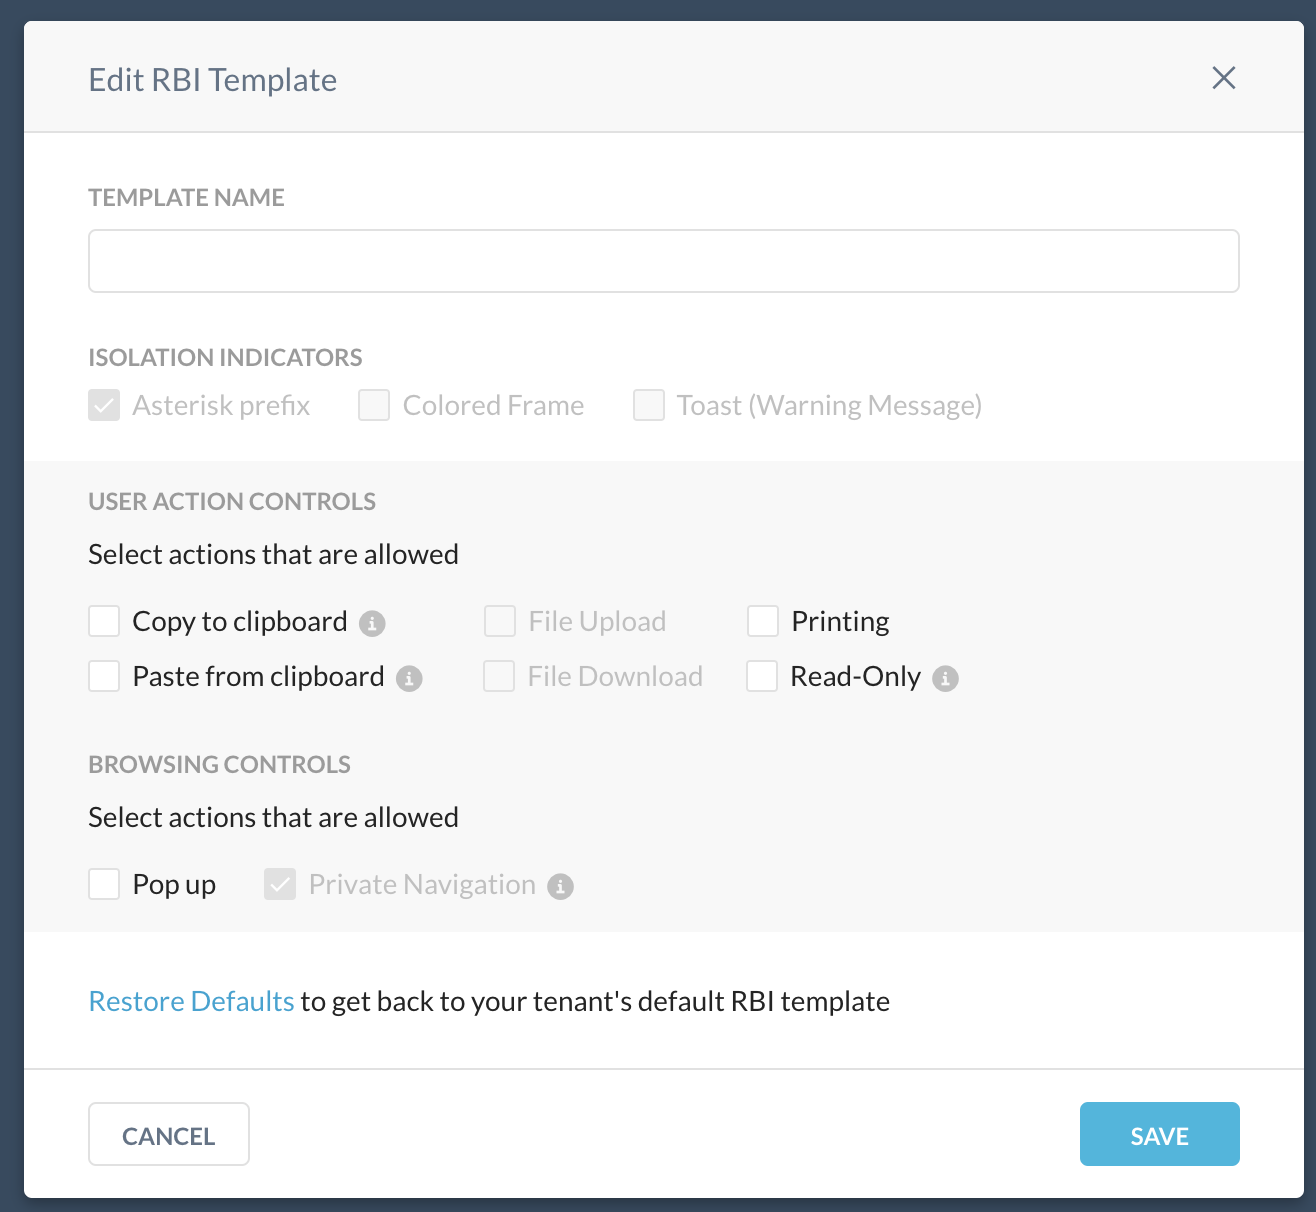 Edit RBI Template
TEMPLATE NAME
ISOLATION INDICATORS
Asterisk prefix Colored Frame Toast (Warning Message)
USER ACTION CONTROLS
Select actions that are allowed
Copy to clipboard i File Upload Printing
Paste from clipboard i File Download Read-Only i
BROWSING CONTROLS
Select actions that are allowed
Pop up Private Navigation i
Restore Defaults to get back to your tenant's default RBI template
CANCEL SAVE